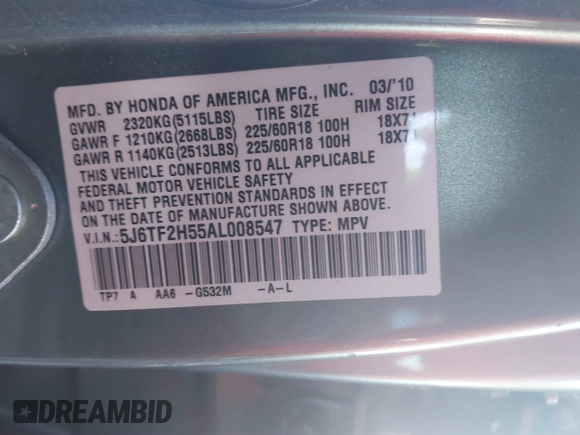 MFD. BY HONDA OF AMERICA MFG., INC. 03/'10
GVWR 2320KG(5115LBS) TIRE SIZE RIM SIZE
GAWR F 1210KG(2668LBS) 225/60R18 100H 18X7J
GAWR R 1140KG(2513LBS) 225/60R18 100H 18X7J
THIS VEHICLE CONFORMS TO ALL APPLICABLE
FEDERAL MOTOR VEHICLE SAFETY
AND THEFT PREVENTION STANDARDS IN EFFECT
ON THE DATE OF MANUFACTURE SHOWN ABOVE.
V.I.N.:5J6TF2H55AL008547 TYPE: MPV
TP7 A AA6 -G532M -A-L
DREAMBID